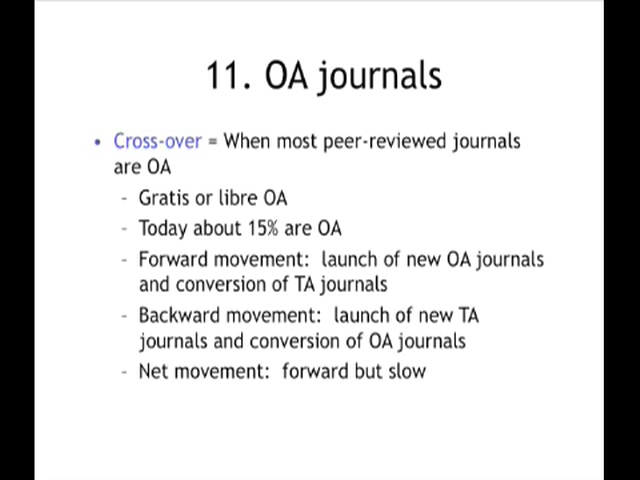 11. OA journals
• Cross-over = When most peer-reviewed journals
are OA
- Gratis or libre OA
- Today about 15% are OA
- Forward movement: launch of new OA journals
and conversion of TA journals
- Backward movement: launch of new TA
journals and conversion of OA journals
- Net movement: forward but slow